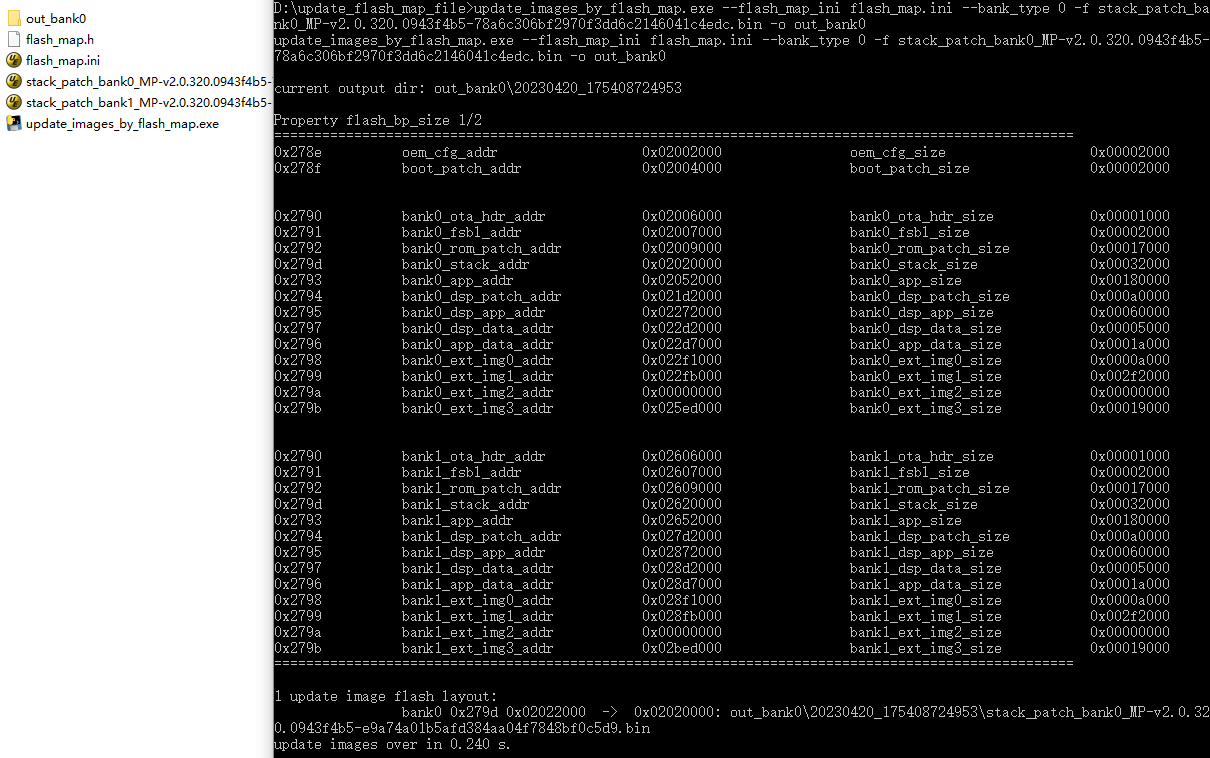 out_bank0
flash_map.h
flash_map.ini
stack_patch_bank0_MP-v2.0.320.0943f4b5-
stack_patch_bank1_MP-v2.0.320.0943f4b5-
update_images_by_flash_map.exe
D:\update_flash_map_file>update_images_by_flash_map.exe --flash_map_ini flash_map.ini --bank_type 0 -f stack_patch_ba
nk0_MP-v2.0.320.0943f4b5-78a6c306bf2970f3dd6c2146041c4edc.bin -o out_bank0
update_images_by_flash_map.exe --flash_map_ini flash_map.ini --bank_type 0 -f stack_patch_bank0_MP-v2.0.320.0943f4b5-
78a6c306bf2970f3dd6c2146041c4edc.bin -o out_bank0
current output dir: out_bank0\20230420_175408724953
Property flash_bp_size 1/2
====================================================================================================
0x278e oem_cfg_addr 0x02002000 oem_cfg_size 0x00002000
0x278f boot_patch_addr 0x02004000 boot_patch_size 0x00002000
0x2790 bank0_ota_hdr_addr 0x02006000 bank0_ota_hdr_size 0x00001000
0x2791 bank0_fsbl_addr 0x02007000 bank0_fsbl_size 0x00002000
0x2792 bank0_rom_patch_addr 0x02009000 bank0_rom_patch_size 0x00017000
0x279d bank0_stack_addr 0x02020000 bank0_stack_size 0x00032000
0x2793 bank0_app_addr 0x02052000 bank0_app_size 0x00180000
0x2794 bank0_dsp_patch_addr 0x021d2000 bank0_dsp_patch_size 0x000a0000
0x2795 bank0_dsp_app_addr 0x02272000 bank0_dsp_app_size 0x00060000
0x2797 bank0_dsp_data_addr 0x022d2000 bank0_dsp_data_size 0x00005000
0x2796 bank0_app_data_addr 0x022d7000 bank0_app_data_size 0x0001a000
0x2798 bank0_ext_img0_addr 0x022f1000 bank0_ext_img0_size 0x0000a000
0x2799 bank0_ext_img1_addr 0x022fb000 bank0_ext_img1_size 0x002f2000
0x279a bank0_ext_img2_addr 0x00000000 bank0_ext_img2_size 0x00000000
0x279b bank0_ext_img3_addr 0x025ed000 bank0_ext_img3_size 0x00019000
0x2790 bank1_ota_hdr_addr 0x02606000 bank1_ota_hdr_size 0x00001000
0x2791 bank1_fsbl_addr 0x02607000 bank1_fsbl_size 0x00002000
0x2792 bank1_rom_patch_addr 0x02609000 bank1_rom_patch_size 0x00017000
0x279d bank1_stack_addr 0x02620000 bank1_stack_size 0x00032000
0x2793 bank1_app_addr 0x02652000 bank1_app_size 0x00180000
0x2794 bank1_dsp_patch_addr 0x027d2000 bank1_dsp_patch_size 0x000a0000
0x2795 bank1_dsp_app_addr 0x02872000 bank1_dsp_app_size 0x00060000
0x2797 bank1_dsp_data_addr 0x028d2000 bank1_dsp_data_size 0x00005000
0x2796 bank1_app_data_addr 0x028d7000 bank1_app_data_size 0x0001a000
0x2798 bank1_ext_img0_addr 0x028f1000 bank1_ext_img0_size 0x0000a000
0x2799 bank1_ext_img1_addr 0x028fb000 bank1_ext_img1_size 0x002f2000
0x279a bank1_ext_img2_addr 0x00000000 bank1_ext_img2_size 0x00000000
0x279b bank1_ext_img3_addr 0x02bed000 bank1_ext_img3_size 0x00019000
====================================================================================================
1 update image flash layout:
bank0 0x279d 0x02022000 -> 0x02020000: out_bank0\20230420_175408724953\stack_patch_bank0_MP-v2.0.32
0.0943f4b5-e9a74a01b5afd384aa04f7848bf0c5d9.bin
update images over in 0.240 s.